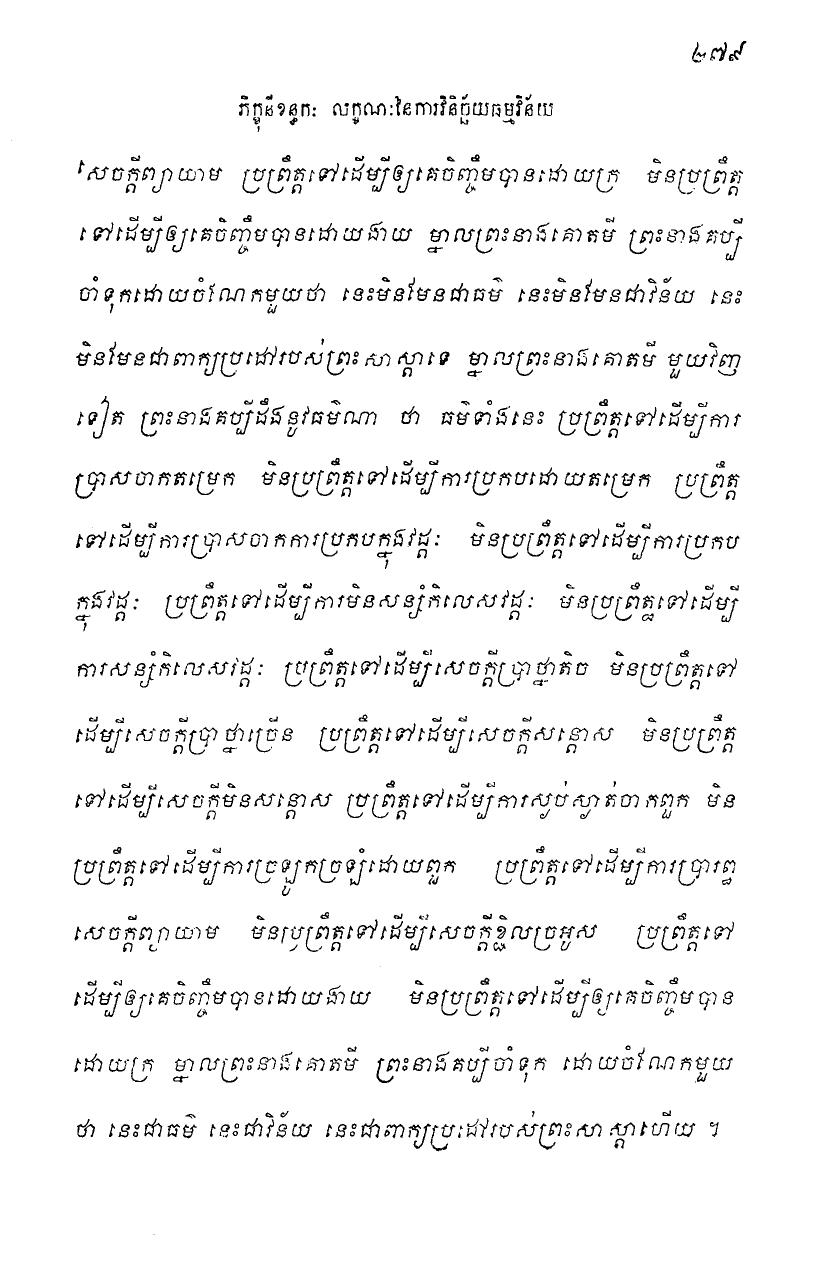 ២៧៩
ភិក្ខុនីខន្ធកៈ លក្ខណៈនៃការវិនិច្ឆ័យធម្មវិន័យ
សេចក្តីព្យាយាម ប្រព្រឹត្តទៅដើម្បីឲ្យគេចិញ្ចឹមបានដោយក្រ មិនប្រព្រឹត្ត
ទៅដើម្បីឲ្យគេចិញ្ចឹមបានដោយងាយ ម្នាលព្រះនាងគោតមី ព្រះនាងគប្បី
ចាំទុកដោយចំណែកមួយថា នេះមិនមែនជាធម៌ នេះមិនមែនជាវិន័យ នេះ
មិនមែនជាពាក្យប្រដៅរបស់ព្រះសាស្តាទេ ម្នាលព្រះនាងគោតមី មួយវិញ
ទៀត ព្រះនាងគប្បីដឹងនូវធម៌ណា ថា ធម៌ទាំងនេះ ប្រព្រឹត្តទៅដើម្បីការ
ប្រាសចាកតម្រេក មិនប្រព្រឹត្តទៅដើម្បីការប្រកបដោយតម្រេក ប្រព្រឹត្ត
ទៅដើម្បីការប្រាសចាកការប្រកបក្នុងវដ្តៈ មិនប្រព្រឹត្តទៅដើម្បីការប្រកប
ក្នុងវដ្តៈ ប្រព្រឹត្តទៅដើម្បីការមិនសន្សំកិលេសវដ្តៈ មិនប្រព្រឹត្តទៅដើម្បី
ការសន្សំកិលេសវដ្តៈ ប្រព្រឹត្តទៅដើម្បីសេចក្តីប្រាថ្នាតិច មិនប្រព្រឹត្តទៅ
ដើម្បីសេចក្តីប្រាថ្នាច្រើន ប្រព្រឹត្តទៅដើម្បីសេចក្តីសន្តោស មិនប្រព្រឹត្ត
ទៅដើម្បីសេចក្តីមិនសន្តោស ប្រព្រឹត្តទៅដើម្បីការស្ងប់ស្ងាត់ចាកពួក មិន
ប្រព្រឹត្តទៅដើម្បីការច្រឡូកច្រឡំដោយពួក ប្រព្រឹត្តទៅដើម្បីការប្រារព្ធ
សេចក្តីព្យាយាម មិនប្រព្រឹត្តទៅដើម្បីសេចក្តីខ្ជិលច្រអូស ប្រព្រឹត្តទៅ
ដើម្បីឲ្យគេចិញ្ចឹមបានដោយងាយ មិនប្រព្រឹត្តទៅដើម្បីឲ្យគេចិញ្ចឹមបាន
ដោយក្រ ម្នាលព្រះនាងគោតមី ព្រះនាងគប្បីចាំទុក ដោយចំណែកមួយ
ថា នេះជាធម៌ នេះជាវិន័យ នេះជាពាក្យប្រដៅរបស់ព្រះសាស្តាហើយ ។